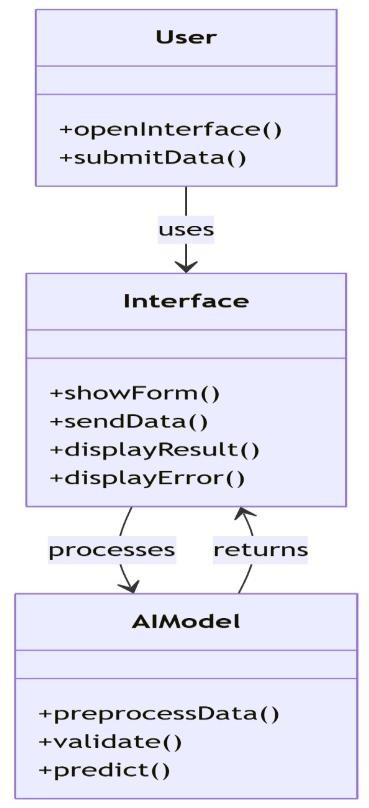 User
+openInterface()
+submitData()
uses
Interface
+showForm()
+sendData()
+displayResult()
+displayError()
processes
returns
AIModel
+preprocessData()
+validate()
+predict()